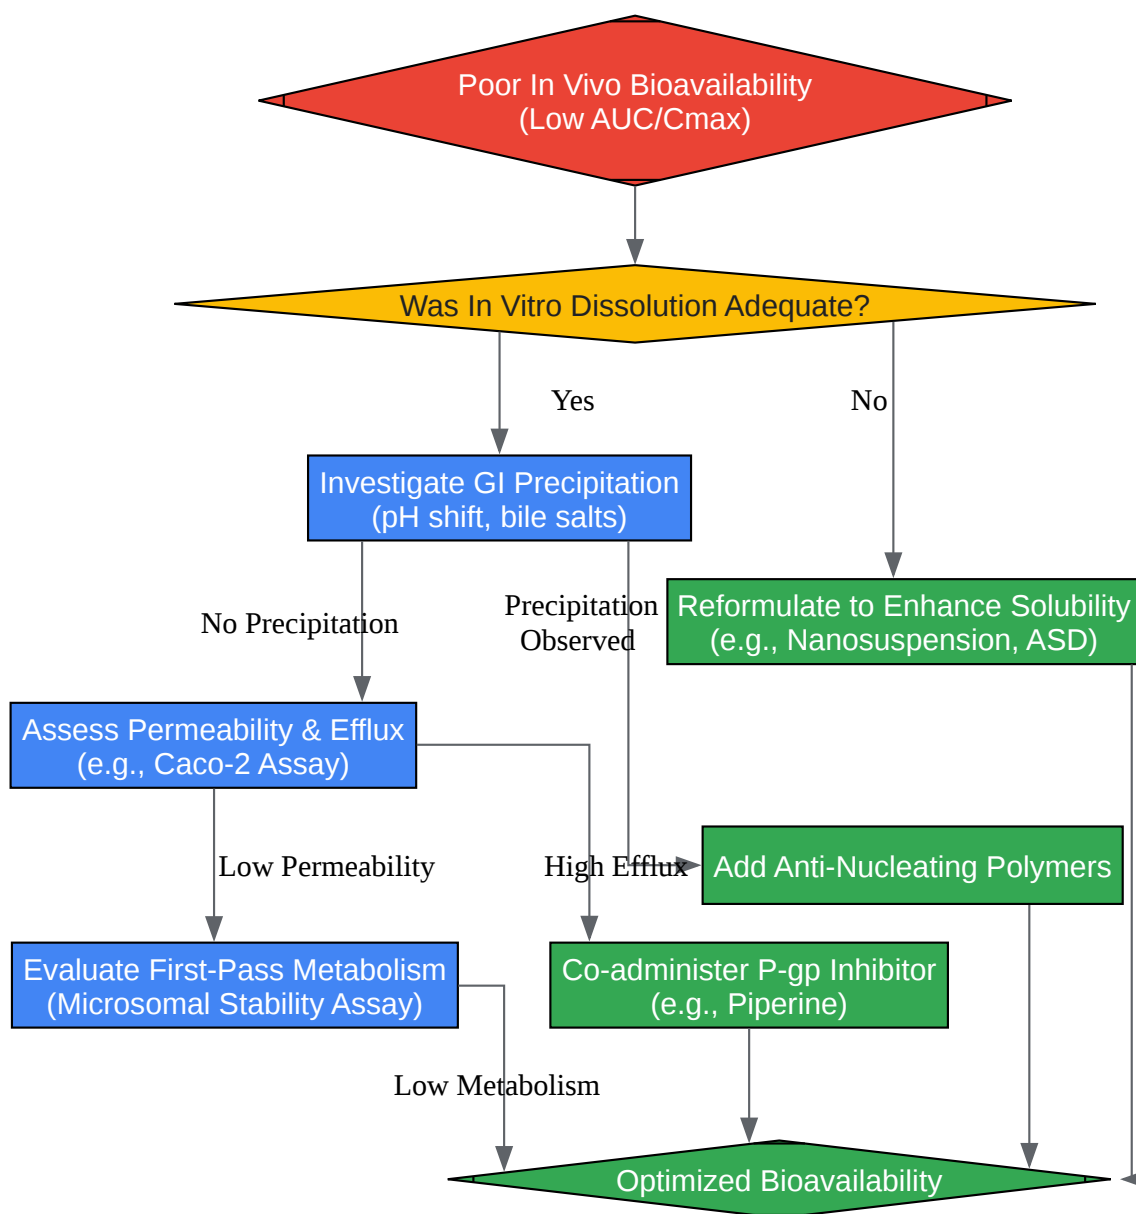 Poor In Vivo Bioavailability
(Low AUC/Cmax)
Was In Vitro Dissolution Adequate?
Yes
No
Investigate GI Precipitation
(pH shift, bile salts)
No Precipitation
Precipitation
Observed
Reformulate to Enhance Solubility
(e.g., Nanosuspension, ASD)
Assess Permeability & Efflux
(e.g., Caco-2 Assay)
Low Permeability
High Efflux
Add Anti-Nucleating Polymers
Evaluate First-Pass Metabolism
(Microsomal Stability Assay)
Co-administer P-gp Inhibitor
(e.g., Piperine)
Low Metabolism
Optimized Bioavailability